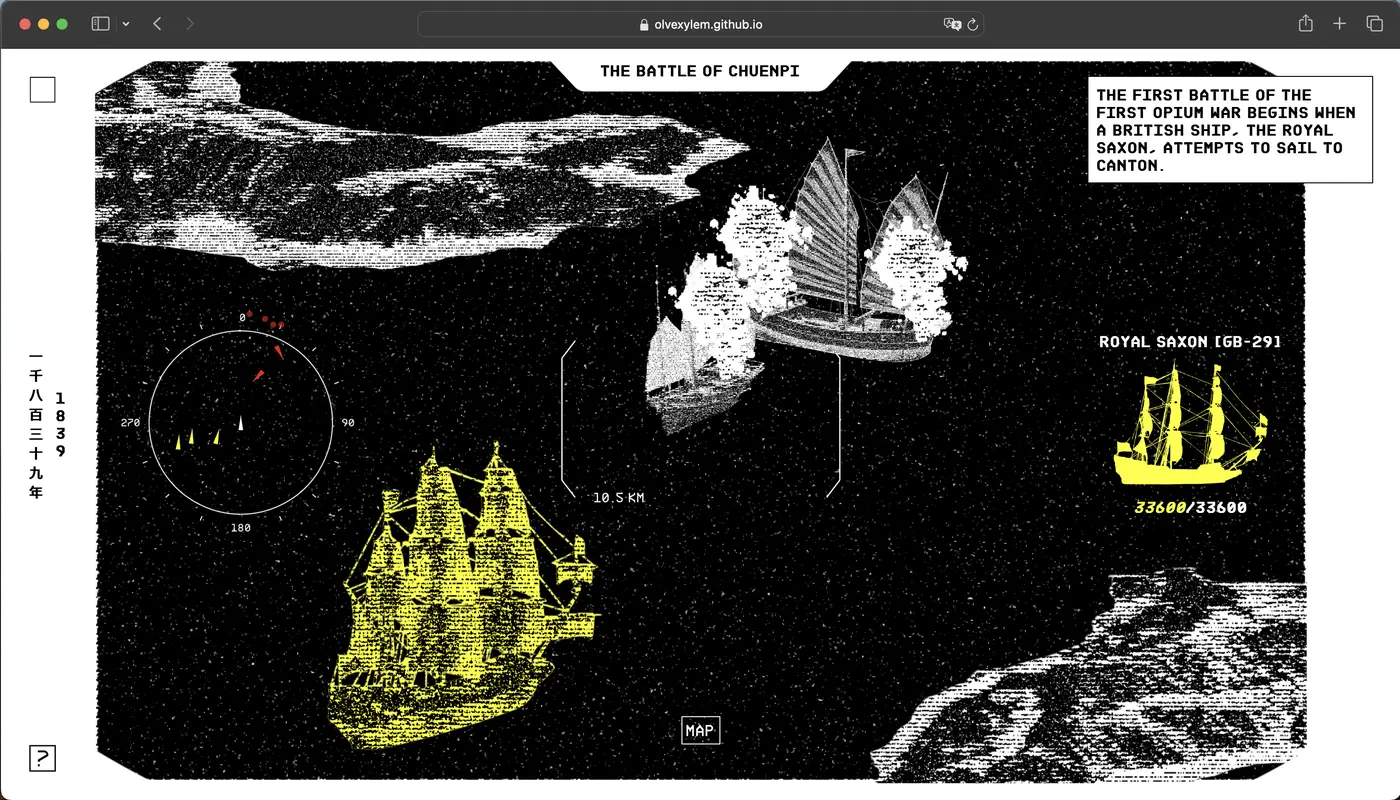 olvexylem.github.io
THE BATTLE OF CHUENPI
THE FIRST BATTLE OF THE
FIRST OPIUM WAR BEGINS WHEN
A BRITISH SHIP, THE ROYAL
SAXON, ATTEMPTS TO SAIL TO
CANTON.
一千八百三十九年
1839
0
270
90
180
10.5 KM
ROYAL SAXON [GB-29]
33600/33600
MAP
?